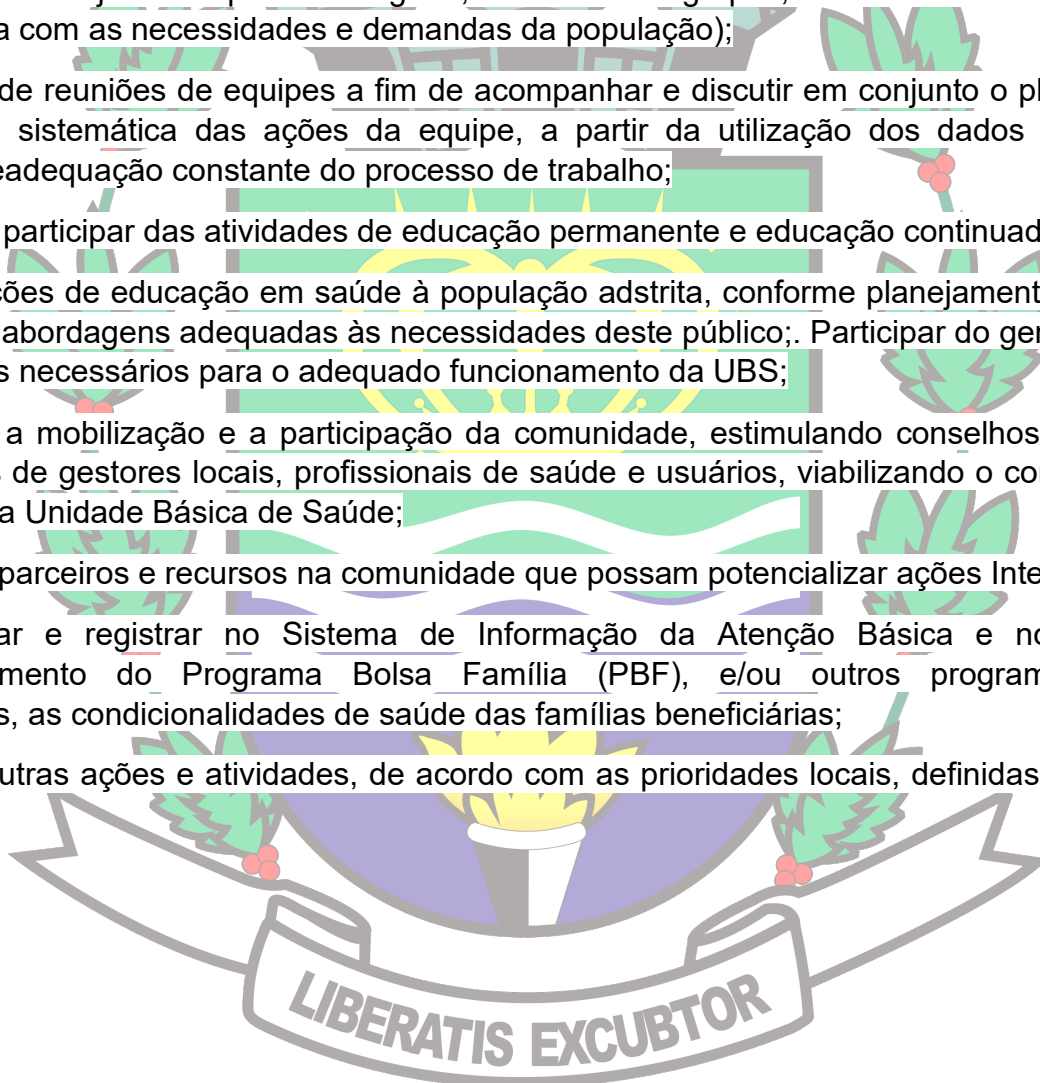 a com as necessidades e demandas da população);
de reuniões de equipes a fim de acompanhar e discutir em conjunto o pl
sistemática das ações da equipe, a partir da utilização dos dados
eadequação constante do processo de trabalho;
participar das atividades de educação permanente e educação continuad
ções de educação em saúde à população adstrita, conforme planejament
abordagens adequadas às necessidades deste público;. Participar do ger
s necessários para o adequado funcionamento da UBS;
a mobilização e a participação da comunidade, estimulando conselhos
s de gestores locais, profissionais de saúde e usuários, viabilizando o co
a Unidade Básica de Saúde;
parceiros e recursos na comunidade que possam potencializar ações Inte
ar e registrar no Sistema de Informação da Atenção Básica e no
mento do Programa Bolsa Família (PBF), e/ou outros program
s, as condicionalidades de saúde das famílias beneficiárias;
utras ações e atividades, de acordo com as prioridades locais, definidas
LIBERATIS EXCUBTOR